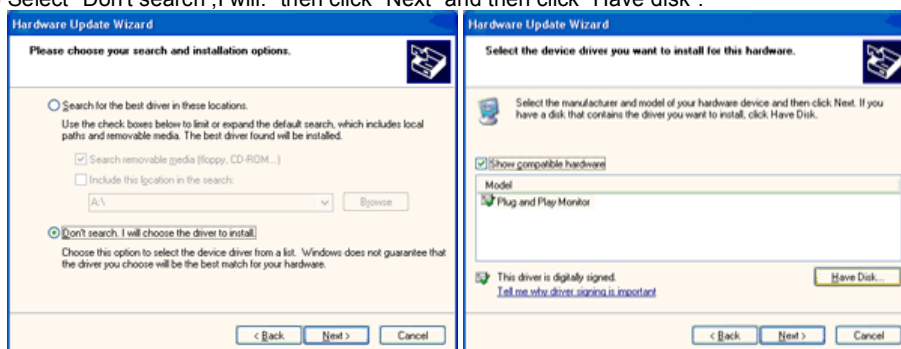 Select "Don't search ,I will." then click "Next" and then click "Have disk".
Hardware Update Wizard
Please choose your search and installation options.
Search for the best driver in these locations.
Use the check boxes below to limit or expand the default search, which includes local
paths and removable media. The best driver found will be installed.
Search removable media (floppy, CD-ROM...)
Include this location in the search:
A:\
Browse
Don't search. I will choose the driver to install.
Choose this option to select the device driver from a list. Windows does not guarantee that
the driver you choose will be the best match for your hardware.
< Back
Next >
Cancel
Hardware Update Wizard
Select the device driver you want to install for this hardware.
Select the manufacturer and model of your hardware device and then click Next. If you
have a disk that contains the driver you want to install, click Have Disk.
Show compatible hardware
Model
Plug and Play Monitor
This driver is digitally signed.
Tell me why driver signing is important
Have Disk...
< Back
Next >
Cancel